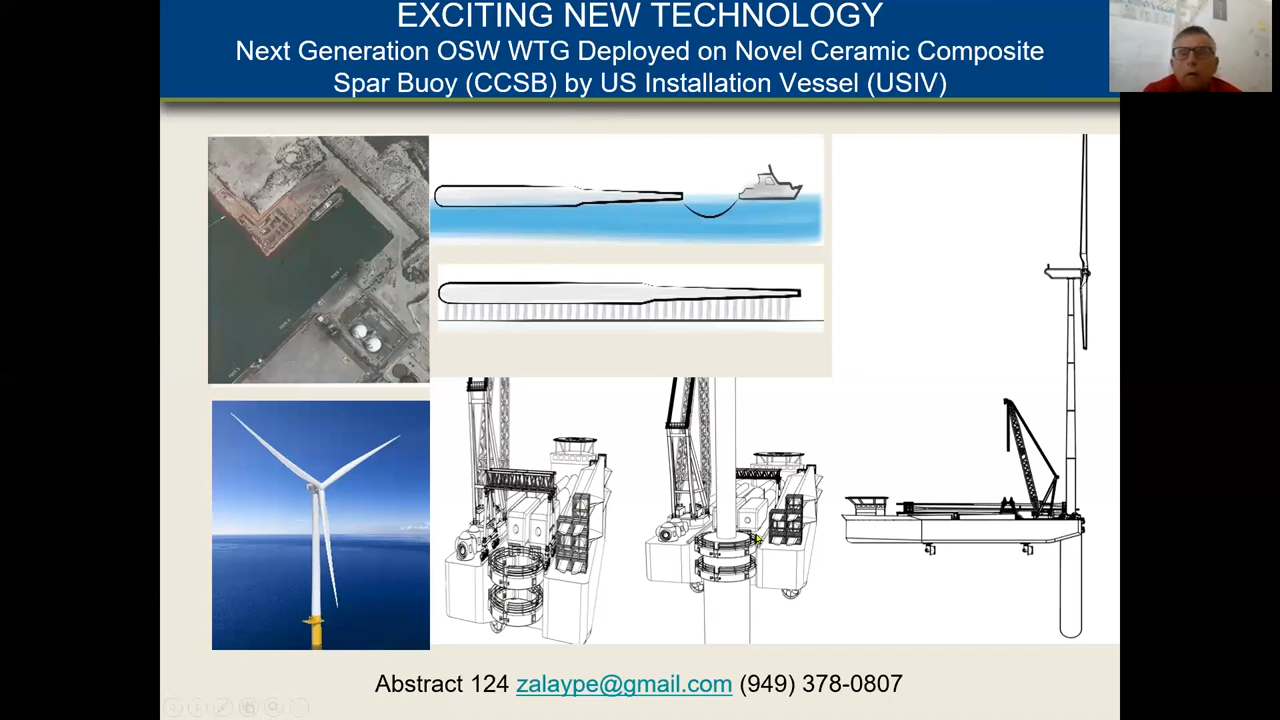 EXCITING NEW TECHNOLOGY
Next Generation OSW WTG Deployed on Novel Ceramic Composite
Spar Buoy (CCSB) by US Installation Vessel (USIV)
Abstract 124 zalaype@gmail.com (949) 378-0807